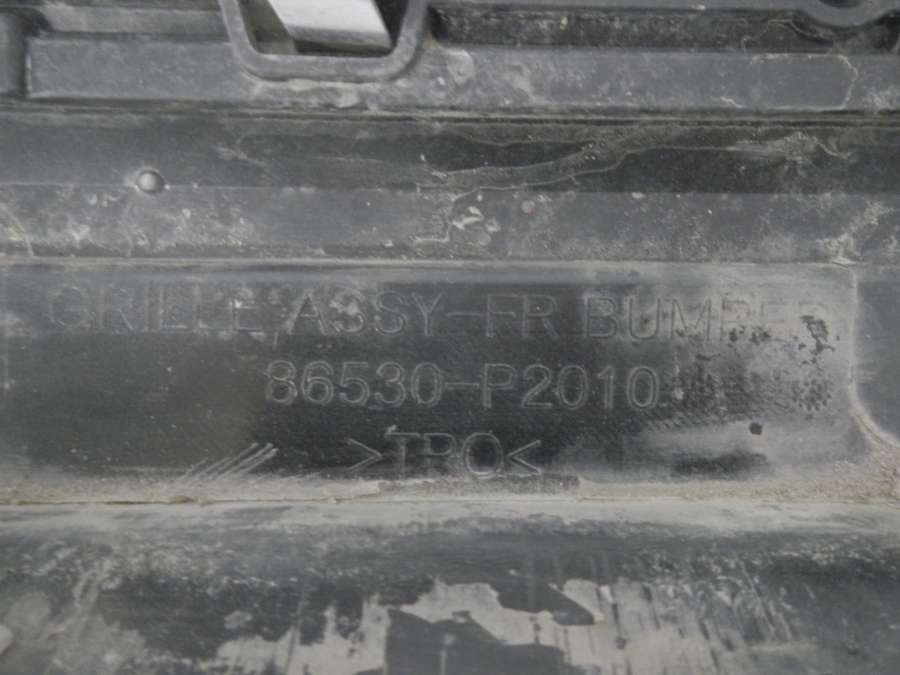 GRILLE ASSY-FR BUMPER
86530-P2010
>TPO<